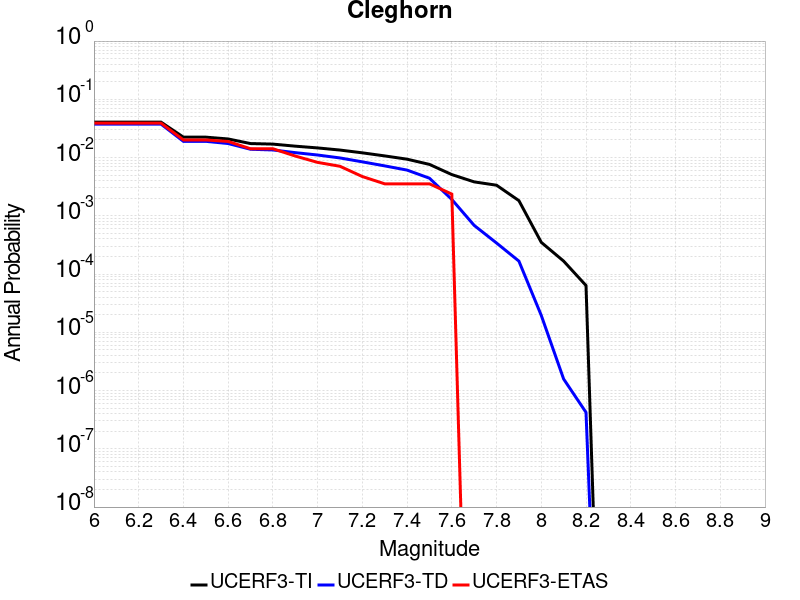 Cleghorn
10^0
10^-1
10^-2
10^-3
10^-4
10^-5
10^-6
10^-7
10^-8
Annual Probability
6 6.2 6.4 6.6 6.8 7 7.2 7.4 7.6 7.8 8 8.2 8.4 8.6 8.8 9
Magnitude
UCERF3-TI UCERF3-TD UCERF3-ETAS